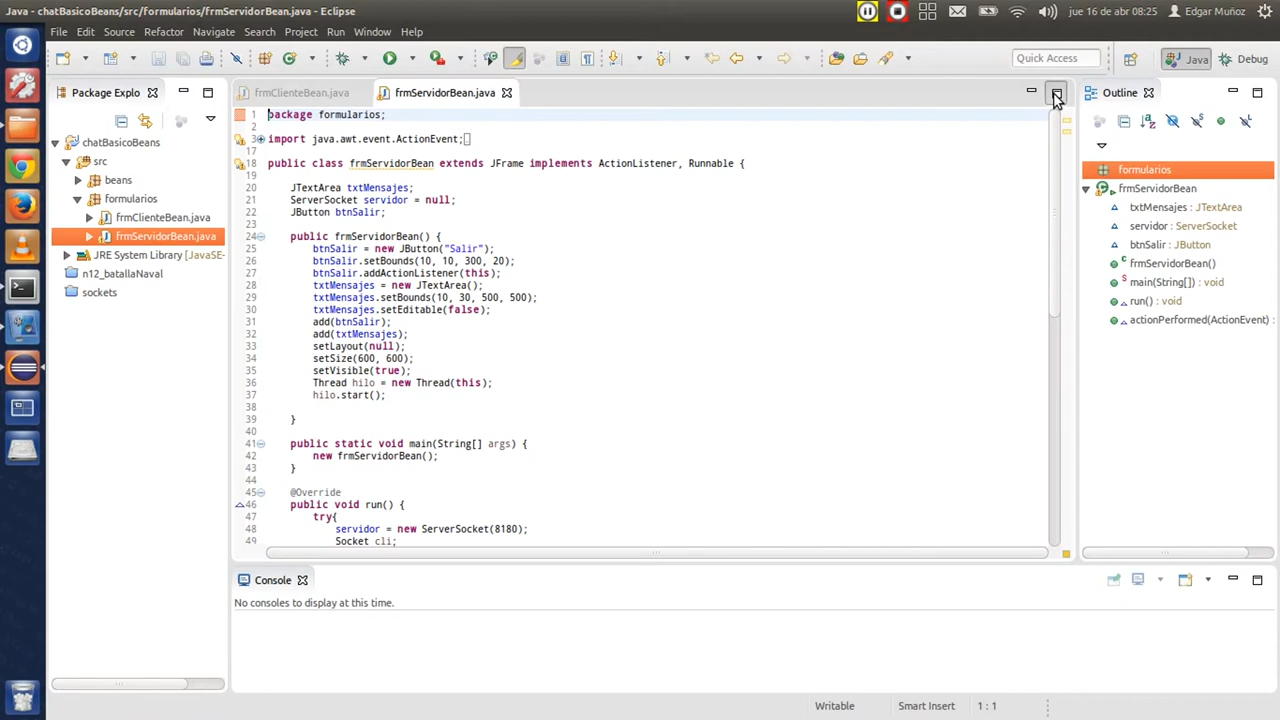 Java - chatBasicoBeans/src/formularios/frmServidorBean.java - Eclipse
jue 16 de abr 08:25
Edgar Muñoz
File Edit Source Refactor Navigate Search Project Run Window Help
Quick Access
Java
Debug
Package Explo
chatBasicoBeans
src
beans
formularios
frmClienteBean.java
frmServidorBean.java
JRE System Library [JavaSE-
n12_batallaNaval
sockets
frmClienteBean.java
frmServidorBean.java
1 package formularios;
2
3 import java.awt.event.ActionEvent;
17
18 public class frmServidorBean extends JFrame implements ActionListener, Runnable {
19
20 JTextArea txtMensajes;
21 ServerSocket servidor = null;
22 JButton btnSalir;
23
24 public frmServidorBean() {
25 btnSalir = new JButton("Salir");
26 btnSalir.setBounds(10, 10, 300, 20);
27 btnSalir.addActionListener(this);
28 txtMensajes = new JTextArea();
29 txtMensajes.setBounds(10, 30, 500, 500);
30 txtMensajes.setEditable(false);
31 add(btnSalir);
32 add(txtMensajes);
33 setLayout(null);
34 setSize(600, 600);
35 setVisible(true);
36 Thread hilo = new Thread(this);
37 hilo.start();
38
39 }
40
41 public static void main(String[] args) {
42 new frmServidorBean();
43 }
44
45 @Override
46 public void run() {
47 try{
48 servidor = new ServerSocket(8180);
49 Socket cli;
Outline
formularios
frmServidorBean
txtMensajes : JTextArea
servidor : ServerSocket
btnSalir : JButton
frmServidorBean()
main(String[]) : void
run() : void
actionPerformed(ActionEvent) :
Console
No consoles to display at this time.
Writable
Smart Insert
1 : 1